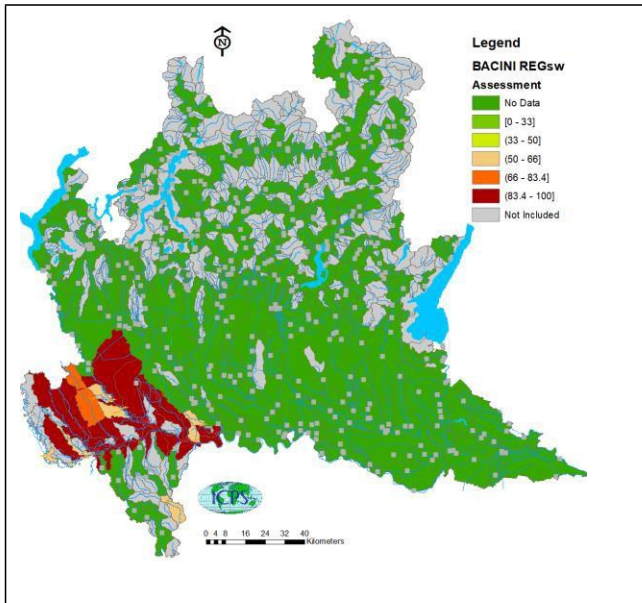 N
Legend
BACINI REGsw
Assessment
No Data
[0 - 33]
(33 - 50]
(50 - 66]
(66 - 83.4]
(83.4 - 100]
Not Included
ICPS
0 4 8 16 24 32 40
Kilometers